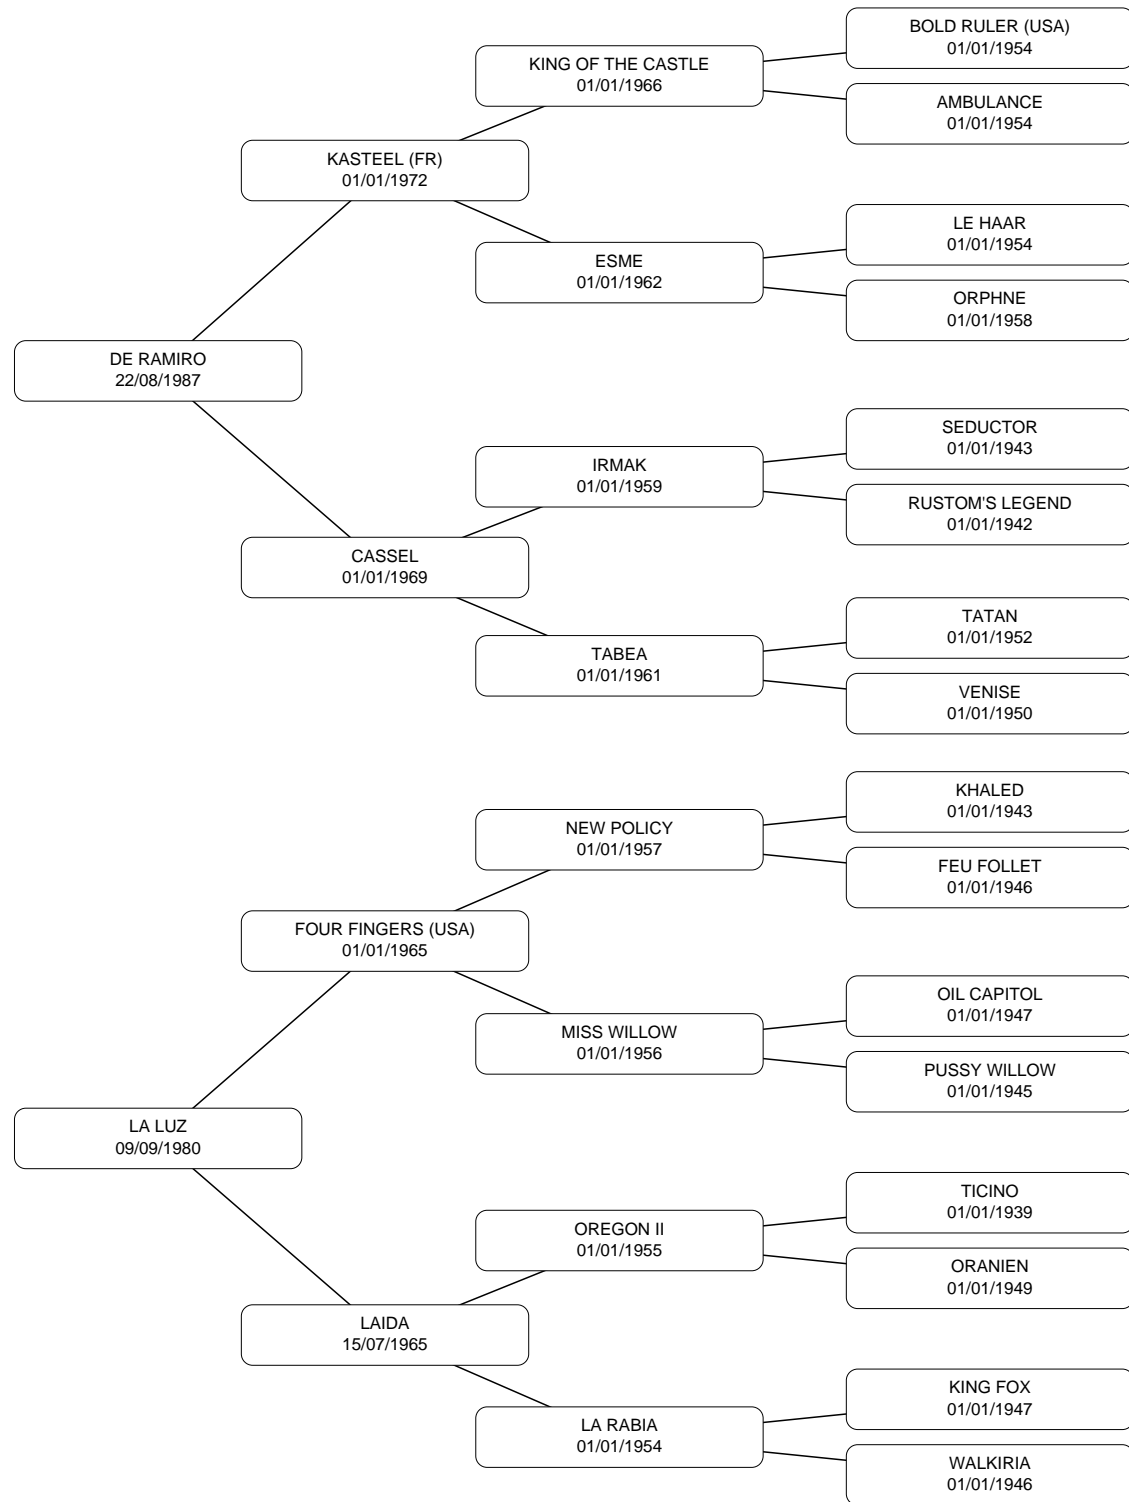 BOLD RULER (USA)
01/01/1954
KING OF THE CASTLE
01/01/1966
AMBULANCE
01/01/1954
KASTEEL (FR)
01/01/1972
LE HAAR
01/01/1954
ESME
01/01/1962
ORPHNE
01/01/1958
DE RAMIRO
22/08/1987
SEDUCTOR
01/01/1943
IRMAK
01/01/1959
RUSTOM'S LEGEND
01/01/1942
CASSEL
01/01/1969
TATAN
01/01/1952
TABEA
01/01/1961
VENISE
01/01/1950
KHALED
01/01/1943
NEW POLICY
01/01/1957
FEU FOLLET
01/01/1946
FOUR FINGERS (USA)
01/01/1965
OIL CAPITOL
01/01/1947
MISS WILLOW
01/01/1956
PUSSY WILLOW
01/01/1945
LA LUZ
09/09/1980
TICINO
01/01/1939
OREGON II
01/01/1955
ORANIEN
01/01/1949
LAIDA
15/07/1965
KING FOX
01/01/1947
LA RABIA
01/01/1954
WALKIRIA
01/01/1946